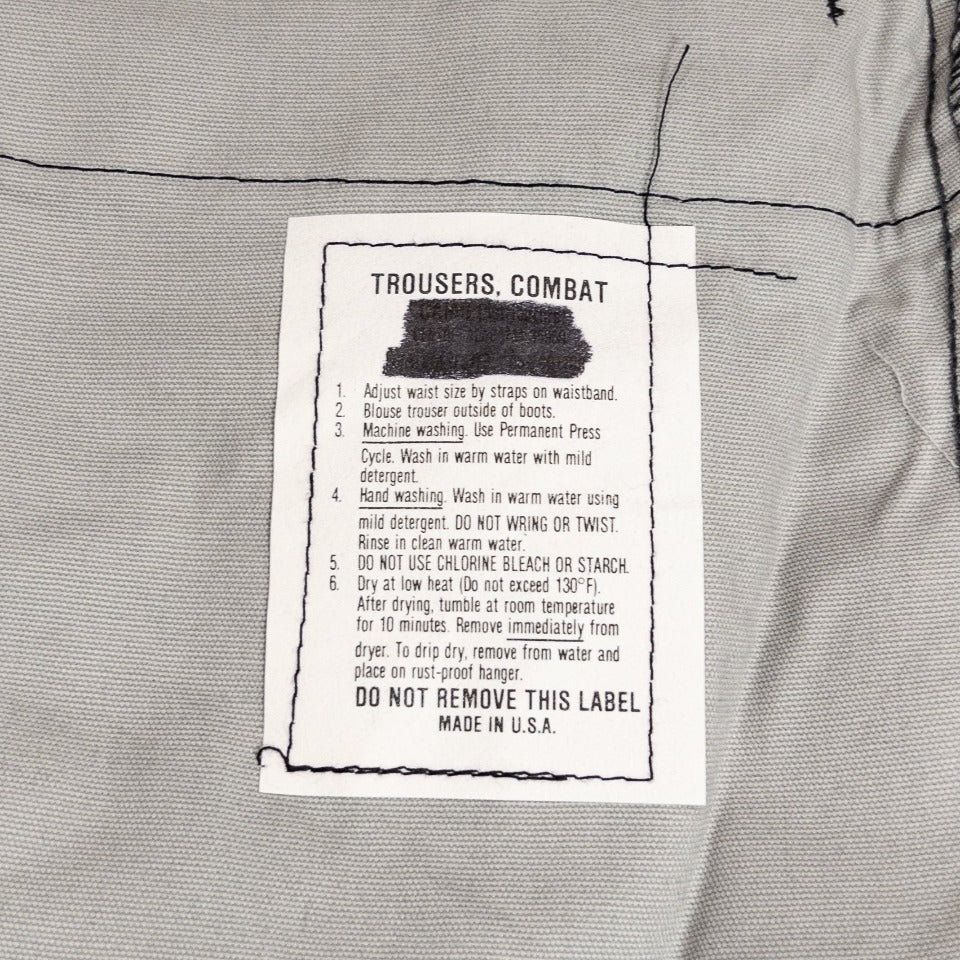 TROUSERS, COMBAT
1. Adjust waist size by straps on waistband.
2. Blouse trouser outside of boots.
3. Machine washing. Use Permanent Press
Cycle. Wash in warm water with mild
detergent.
4. Hand washing. Wash in warm water using
mild detergent. DO NOT WRING OR TWIST.
Rinse in clean warm water.
5. DO NOT USE CHLORINE BLEACH OR STARCH.
6. Dry at low heat (Do not exceed 130°F).
After drying, tumble at room temperature
for 10 minutes. Remove immediately from
dryer. To drip dry, remove from water and
place on rust-proof hanger.
DO NOT REMOVE THIS LABEL
MADE IN U.S.A.